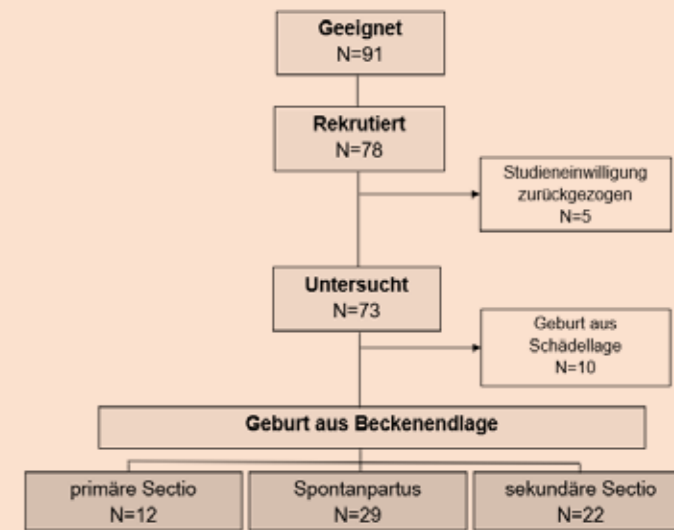 Geeignet
N=91
Rekrutiert
N=78
Studieneinwilligung
zurückgezogen
N=5
Untersucht
N=73
Geburt aus
Schädellage
N=10
Geburt aus Beckenendlage
primäre Sectio
N=12
Spontanpartus
N=29
sekundäre Sectio
N=22